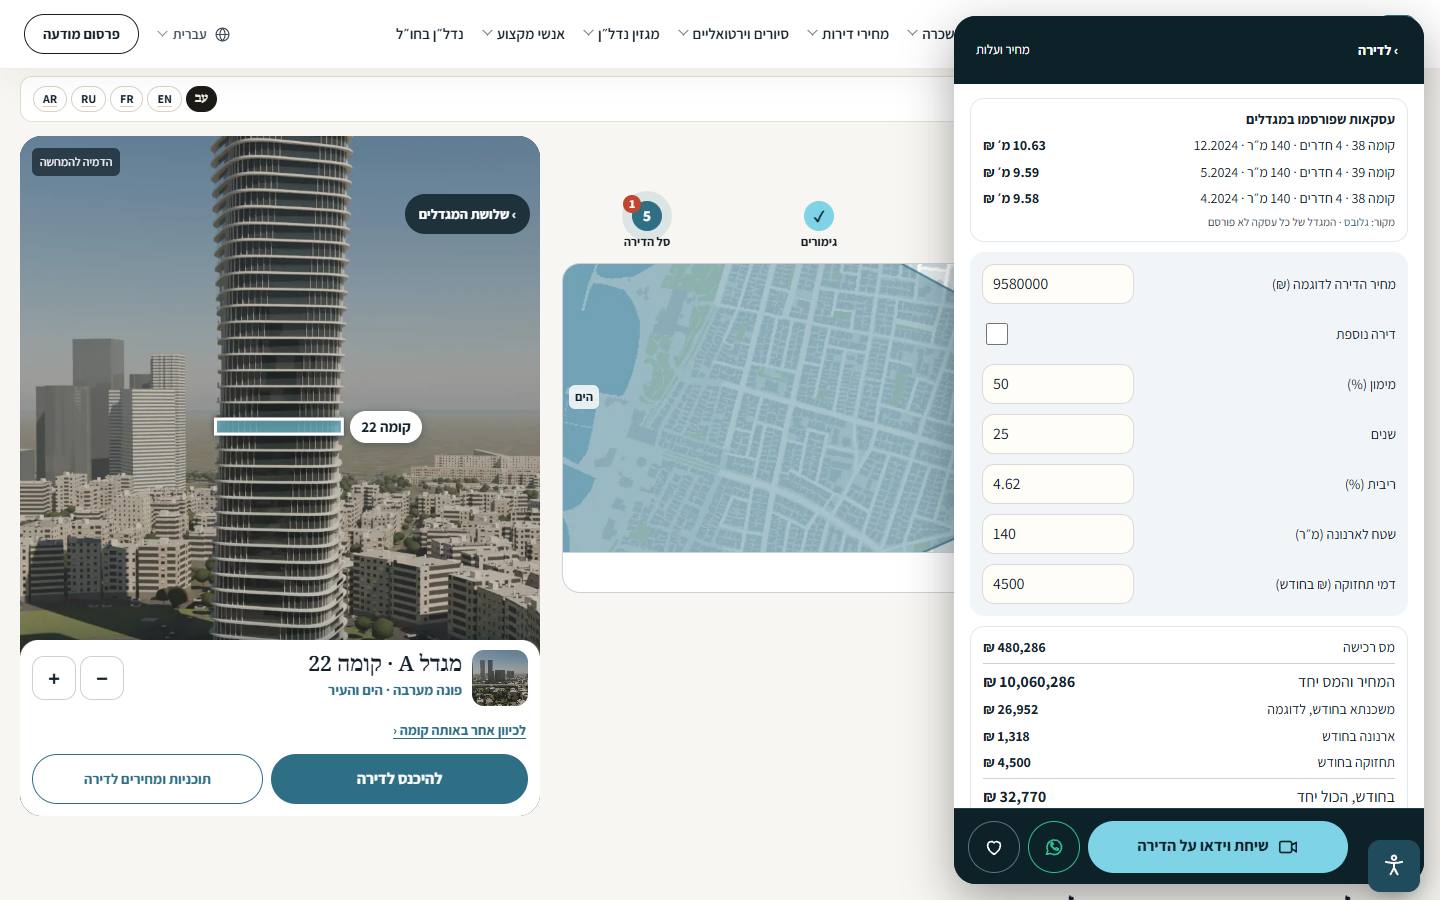 שכרה
מחירי דירות
סיורים וירטואליים
מגזין נדל״ן
אנשי מקצוע
נדל״ן בחו״ל
עברית
פרסום מודעה
עב
EN
FR
RU
AR
‹ לדירה
מחיר ועלות
עסקאות שפורסמו במגדלים
קומה 38 · 4 חדרים · 140 מ״ר · 12.2024
10.63 מ׳ ₪
קומה 39 · 4 חדרים · 140 מ״ר · 5.2024
9.59 מ׳ ₪
קומה 38 · 4 חדרים · 140 מ״ר · 4.2024
9.58 מ׳ ₪
מקור: גלובס · המגדל של כל עסקה לא פורסם
מחיר הדירה לדוגמה (₪)
9580000
דירה נוספת
מימון (%)
50
שנים
25
ריבית (%)
4.62
שטח לארנונה (מ״ר)
140
דמי תחזוקה (₪ בחודש)
4500
מס רכישה
480,286 ₪
המחיר והמס יחד
10,060,286 ₪
משכנתא בחודש, לדוגמה
26,952 ₪
ארנונה בחודש
1,318 ₪
תחזוקה בחודש
4,500 ₪
בחודש, הכול יחד
32,770 ₪
שיחת וידאו על הדירה
גימורים
5
1
סל הדירה
הים
הדמיה להמחשה
‹ שלושת המגדלים
קומה 22
מגדל A · קומה 22
פונה מערבה · הים והעיר
לכיוון אחר באותה קומה ›
להיכנס לדירה
תוכניות ומחירים לדירה